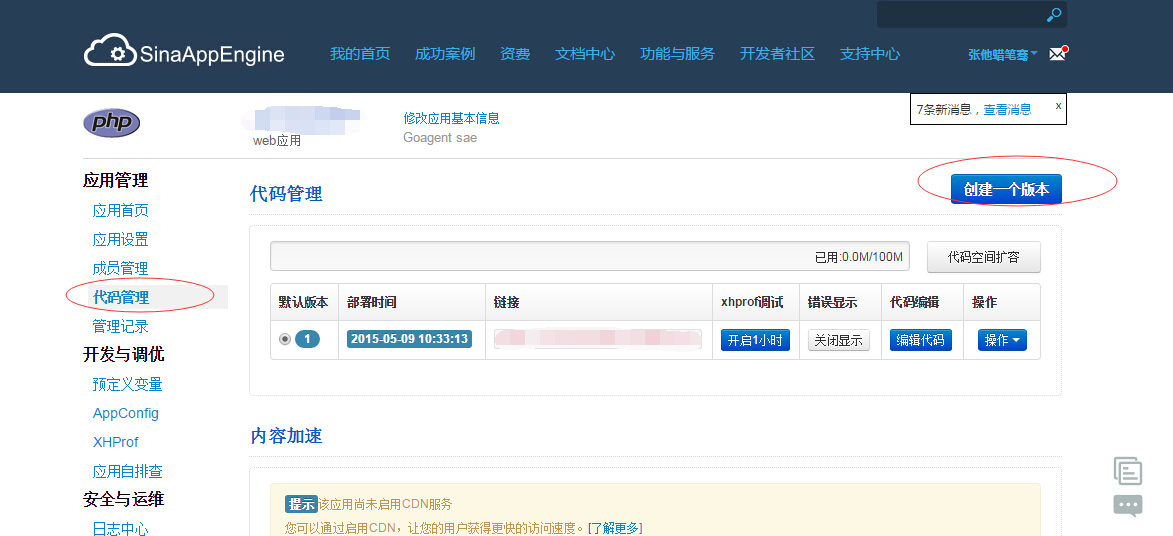 SinaAppEngine 我的首页 成功案例 资费 文档中心 功能与服务 开发者社区 支持中心 张他蜡笔骞
7条新消息，查看消息 x
php
修改应用基本信息
web应用
Goagent sae
应用管理
应用首页
应用设置
成员管理
代码管理
管理记录
开发与调优
预定义变量
AppConfig
XHProf
应用自排查
安全与运维
日志中心
代码管理
创建一个版本
已用:0.0M/100M
代码空间扩容
默认版本 部署时间 链接 xhprof调试 错误显示 代码编辑 操作
1 2015-05-09 10:33:13 开启1小时 关闭显示 编辑代码 操作
内容加速
提示 该应用尚未启用CDN服务
您可以通过启用CDN，让您的用户获得更快的访问速度。[了解更多]